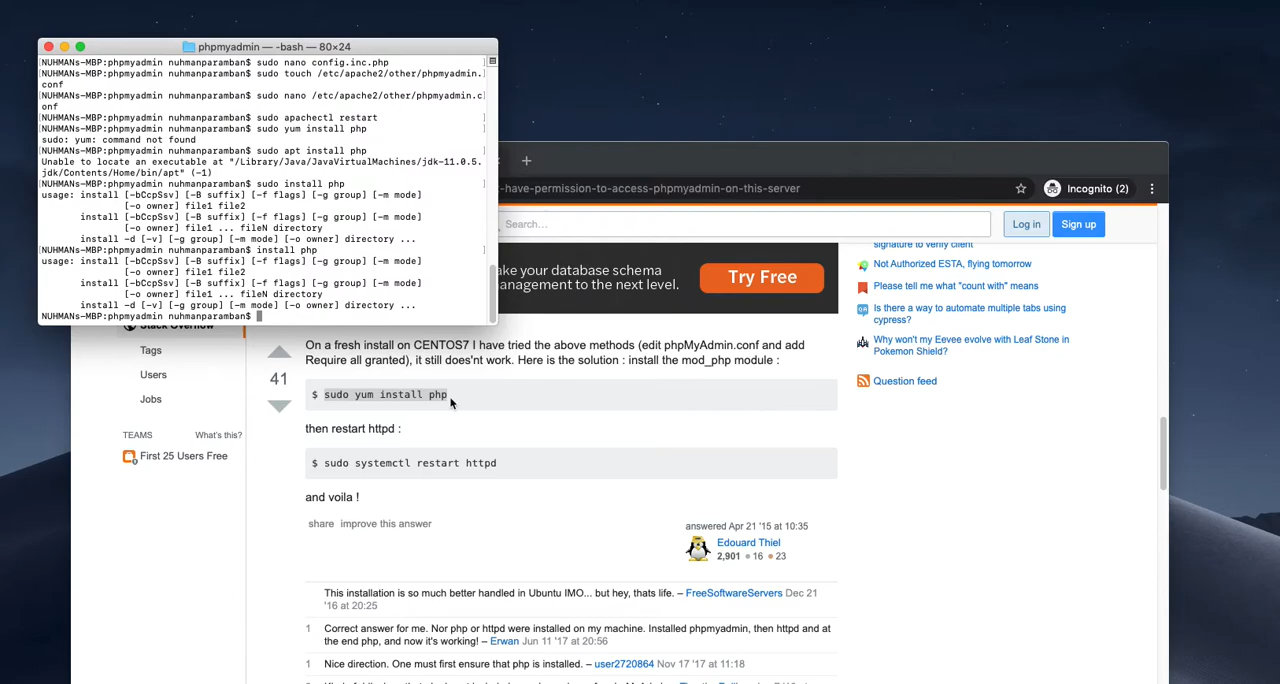 phpmyadmin — -bash — 80×24
[NUHMANs-MBP:phpmyadmin nuhmanparamban$ sudo nano config.inc.php ]
[NUHMANs-MBP:phpmyadmin nuhmanparamban$ sudo touch /etc/apache2/other/phpmyadmin.]
conf
[NUHMANs-MBP:phpmyadmin nuhmanparamban$ sudo nano /etc/apache2/other/phpmyadmin.c]
onf
[NUHMANs-MBP:phpmyadmin nuhmanparamban$ sudo apachectl restart ]
[NUHMANs-MBP:phpmyadmin nuhmanparamban$ sudo yum install php ]
sudo: yum: command not found
[NUHMANs-MBP:phpmyadmin nuhmanparamban$ sudo apt install php ]
Unable to locate an executable at "/Library/Java/JavaVirtualMachines/jdk-11.0.5.
jdk/Contents/Home/bin/apt" (-1)
[NUHMANs-MBP:phpmyadmin nuhmanparamban$ sudo install php ]
usage: install [-bCcpSsv] [-B suffix] [-f flags] [-g group] [-m mode]
[-o owner] file1 file2
install [-bCcpSsv] [-B suffix] [-f flags] [-g group] [-m mode]
[-o owner] file1 ... fileN directory
install -d [-v] [-g group] [-m mode] [-o owner] directory ...
[NUHMANs-MBP:phpmyadmin nuhmanparamban$ install php ]
usage: install [-bCcpSsv] [-B suffix] [-f flags] [-g group] [-m mode]
[-o owner] file1 file2
install [-bCcpSsv] [-B suffix] [-f flags] [-g group] [-m mode]
[-o owner] file1 ... fileN directory
install -d [-v] [-g group] [-m mode] [-o owner] directory ...
NUHMANs-MBP:phpmyadmin nuhmanparamban$
-have-permission-to-access-phpmyadmin-on-this-server
Incognito (2)
Search...
Log in
Sign up
ke your database schema
nagement to the next level.
Try Free
Stack Overflow
Tags
Users
Jobs
TEAMS What's this?
First 25 Users Free
41
On a fresh install on CENTOS7 I have tried the above methods (edit phpMyAdmin.conf and add
Require all granted), it still does'nt work. Here is the solution : install the mod_php module :
$ sudo yum install php
then restart httpd :
$ sudo systemctl restart httpd
and voila !
share improve this answer
answered Apr 21 '15 at 10:35
Edouard Thiel
2,901 16 23
This installation is so much better handled in Ubuntu IMO... but hey, thats life. – FreeSoftwareServers Dec 21
'16 at 20:25
1 Correct answer for me. Nor php or httpd were installed on my machine. Installed phpmyadmin, then httpd and at
the end php, and now it's working! – Erwan Jun 11 '17 at 20:56
1 Nice direction. One must first ensure that php is installed. – user2720864 Nov 17 '17 at 11:18
signature to verify client
Not Authorized ESTA, flying tomorrow
Please tell me what "count with" means
Is there a way to automate multiple tabs using
cypress?
Why won't my Eevee evolve with Leaf Stone in
Pokemon Shield?
Question feed